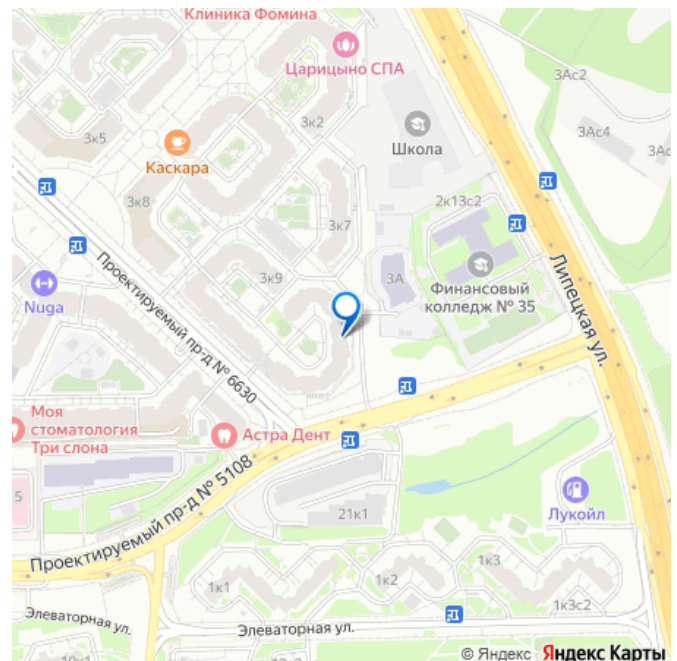 Клиника Фомина
Царицыно СПА
3Ас2
3к5
3к2
3Ас4
Школа
Каскара
3Ас
3к8
2к13с2
3к7
3к9
3А
Проектируемый пр-д № 6630
Финансовый
колледж № 35
Липецкая ул.
Nuga
Моя
стоматология
Три слона
Астра Дент
Проектируемый пр-д № 5108
5
21к1
Лукойл
1к1
1к2
1к3
1к3с2
Элеваторная ул.
Элеваторная ул.
© Яндекс Яндекс Карты